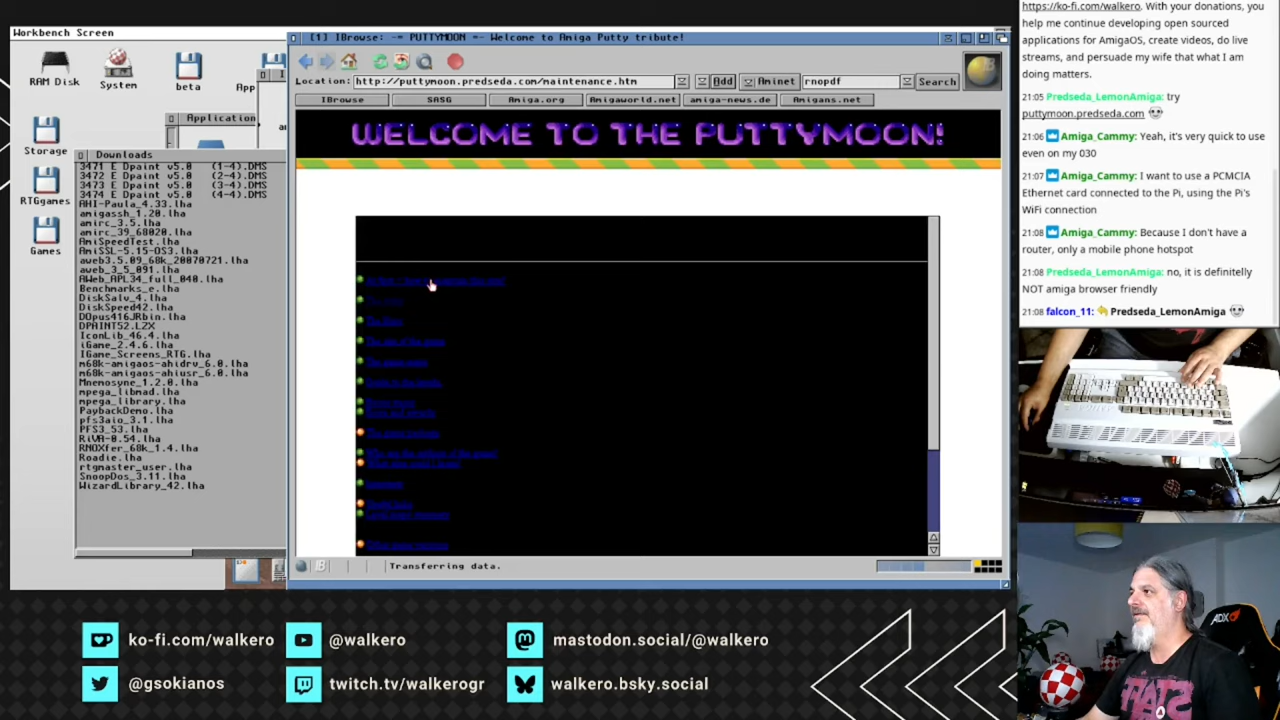 Workbench Screen
RAM Disk
System
beta
App
Storage
RTGgames
Games
Application
Downloads
3471 E Dpaint v5.0 (1-4).DMS
3472 E Dpaint v5.0 (2-4).DMS
3473 E Dpaint v5.0 (3-4).DMS
3474 E Dpaint v5.0 (4-4).DMS
AHI-Paula_4.33.lha
amigassh_1.20.lha
amirc_3.5.lha
amirc_39_68020.lha
AmiSpeedTest.lha
AmiSSL-5.15-OS3.lha
aweb3.5.09_68k_20070721.lha
aweb_3_5_091.lha
AWeb_APL34_full_040.lha
Benchmarks_e.lha
DiskSalv_4.lha
DiskSpeed42.lha
DOpus416JRbin.lha
DPAINT52.LZX
IconLib_46.4.lha
iGame_2.4.6.lha
IGame_Screens_RTG.lha
m68k-amigaos-ahidrv_6.0.lha
m68k-amigaos-ahiusr_6.0.lha
Mnemosyne_1.2.0.lha
mpega_libmad.lha
mpega_library.lha
PaybackDemo.lha
pfs3aio_3.1.lha
PFS3_53.lha
RiVA-0.54.lha
RNOXfer_68k_1.4.lha
Roadie.lha
rtgmaster_user.lha
SnoopDos_3.11.lha
WizardLibrary_42.lha
[1] IBrowse: -= PUTTYMOON =- Welcome to Amiga Putty tribute!
Location: http://puttymoon.predseda.com/maintenance.htm Add Aminet rnopdf Search
IBrowse SASG Amiga.org Amigaworld.net amiga-news.de Amigans.net
WELCOME TO THE PUTTYMOON!
Transferring data.
https://ko-fi.com/walkero. With your donations, you
help me continue developing open sourced
applications for AmigaOS, create videos, do live
streams, and persuade my wife that what I am
doing matters.
21:05 Predseda_LemonAmiga: try
puttymoon.predseda.com
21:06 Amiga_Cammy: Yeah, it's very quick to use
even on my 030
21:07 Amiga_Cammy: I want to use a PCMCIA
Ethernet card connected to the Pi, using the Pi's
WiFi connection
21:08 Amiga_Cammy: Because I don't have a
router, only a mobile phone hotspot
21:08 Predseda_LemonAmiga: no, it is definitelly
NOT amiga browser friendly
21:08 falcon_11: Predseda_LemonAmiga
ADX
ko-fi.com/walkero
@walkero
mastodon.social/@walkero
@gsokianos
twitch.tv/walkerogr
walkero.bsky.social